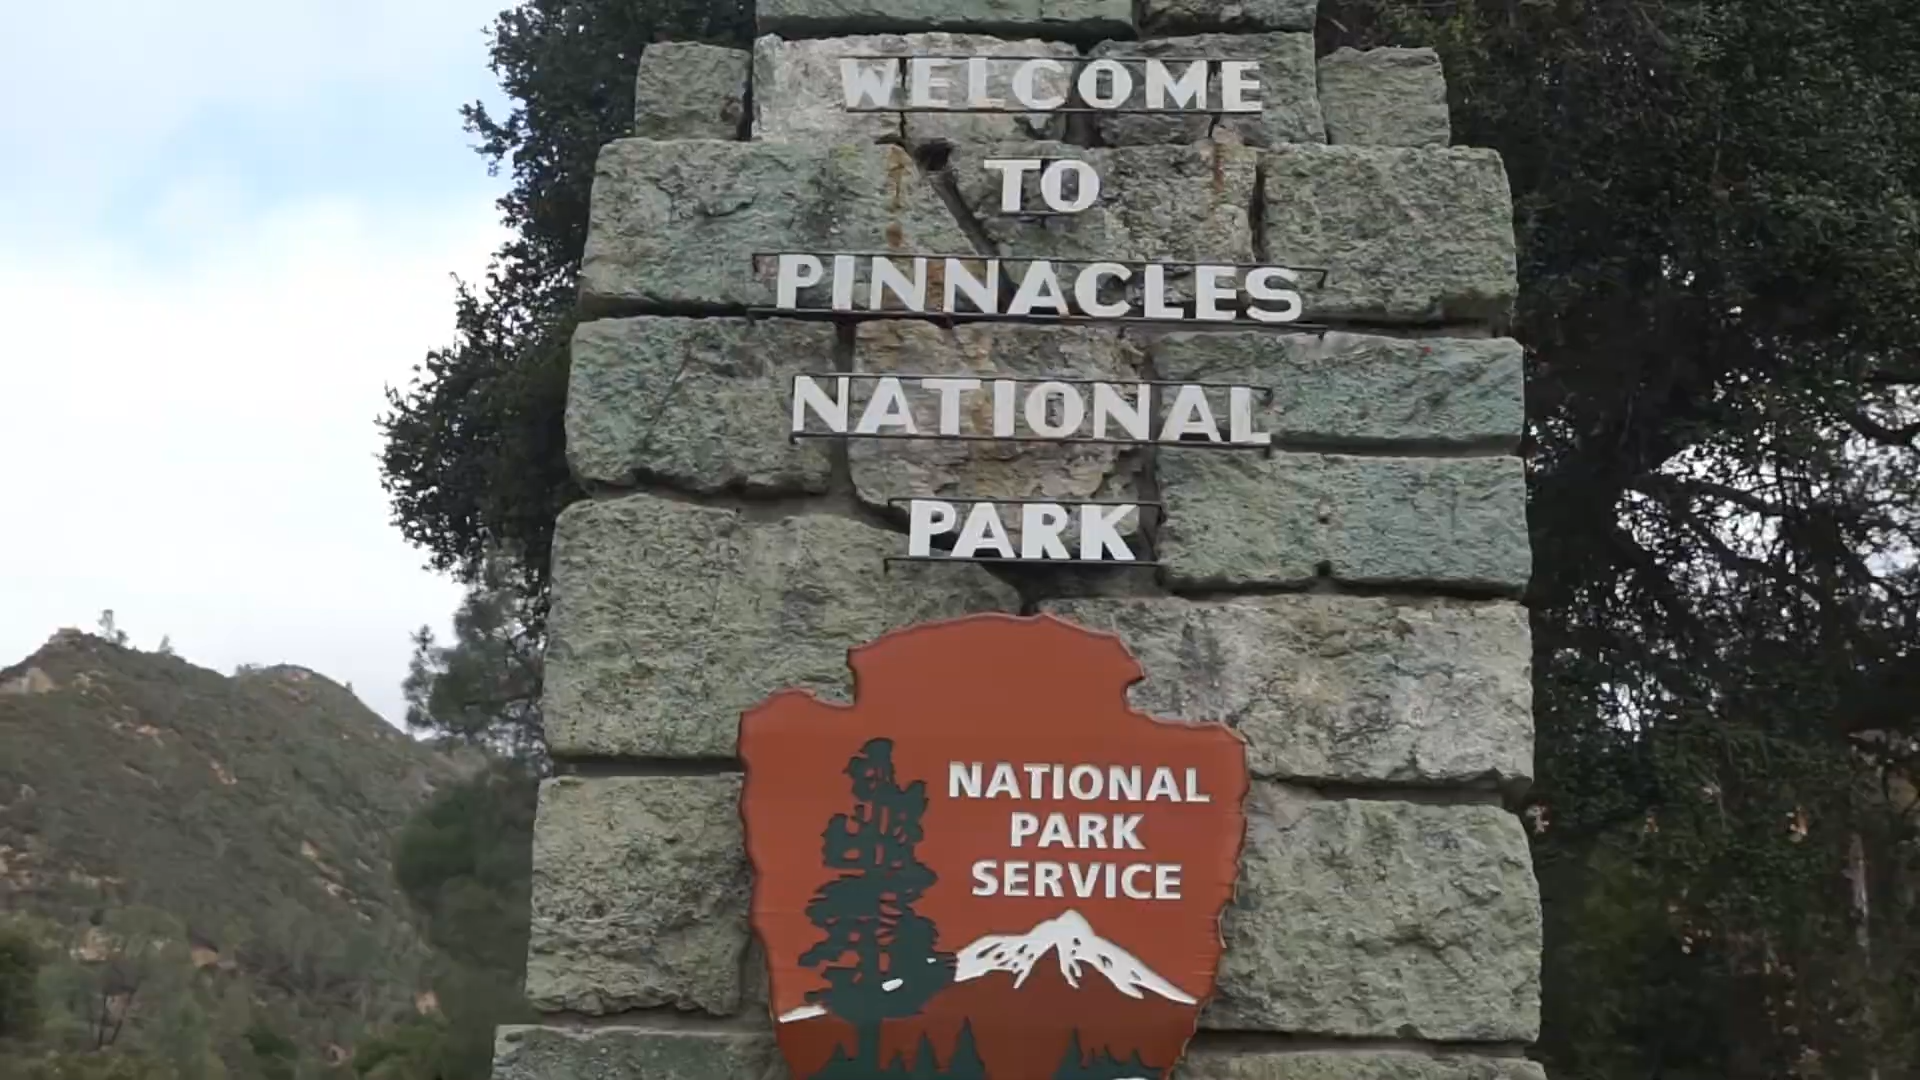 WELCOME
TO
PINNACLES
NATIONAL
PARK
NATIONAL
PARK
SERVICE